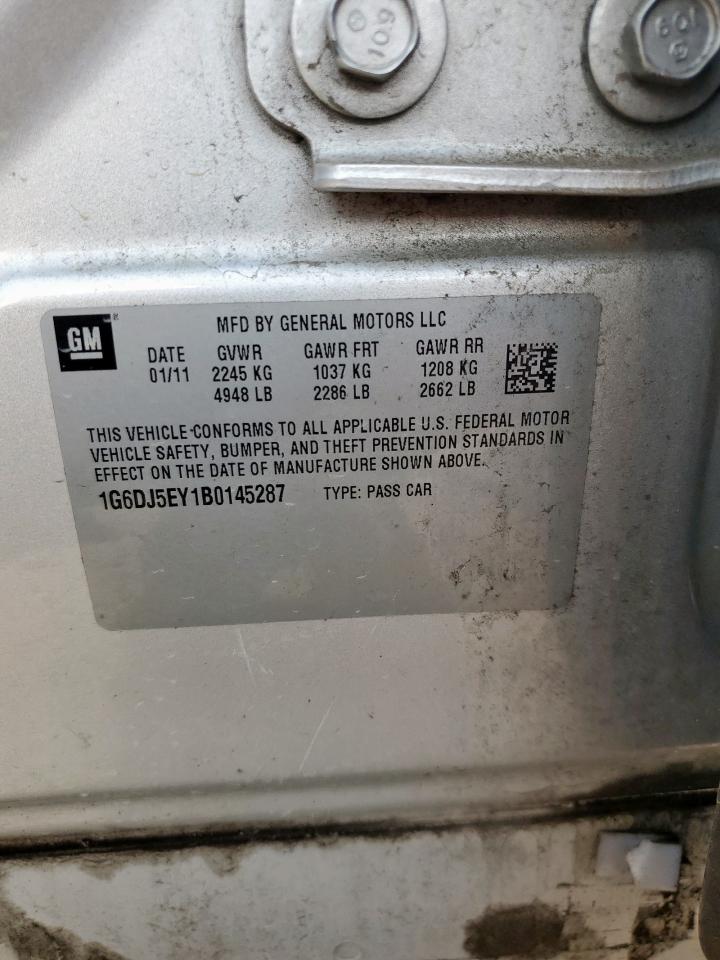 109
109
GM
MFD BY GENERAL MOTORS LLC
DATE GVWR GAWR FRT GAWR RR
01/11 2245 KG 1037 KG 1208 KG
4948 LB 2286 LB 2662 LB
THIS VEHICLE CONFORMS TO ALL APPLICABLE U.S. FEDERAL MOTOR
VEHICLE SAFETY, BUMPER, AND THEFT PREVENTION STANDARDS IN
EFFECT ON THE DATE OF MANUFACTURE SHOWN ABOVE.
1G6DJ5EY1B0145287 TYPE: PASS CAR